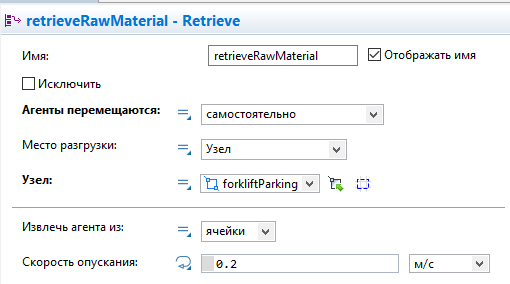 retrieveRawMaterial - Retrieve
Имя: retrieveRawMaterial Отображать имя
Исключить
Агенты перемещаются: самостоятельно
Место разгрузки: Узел
Узел: forkliftParking
Извлечь агента из: ячейки
Скорость опускания: 0.2 м/с